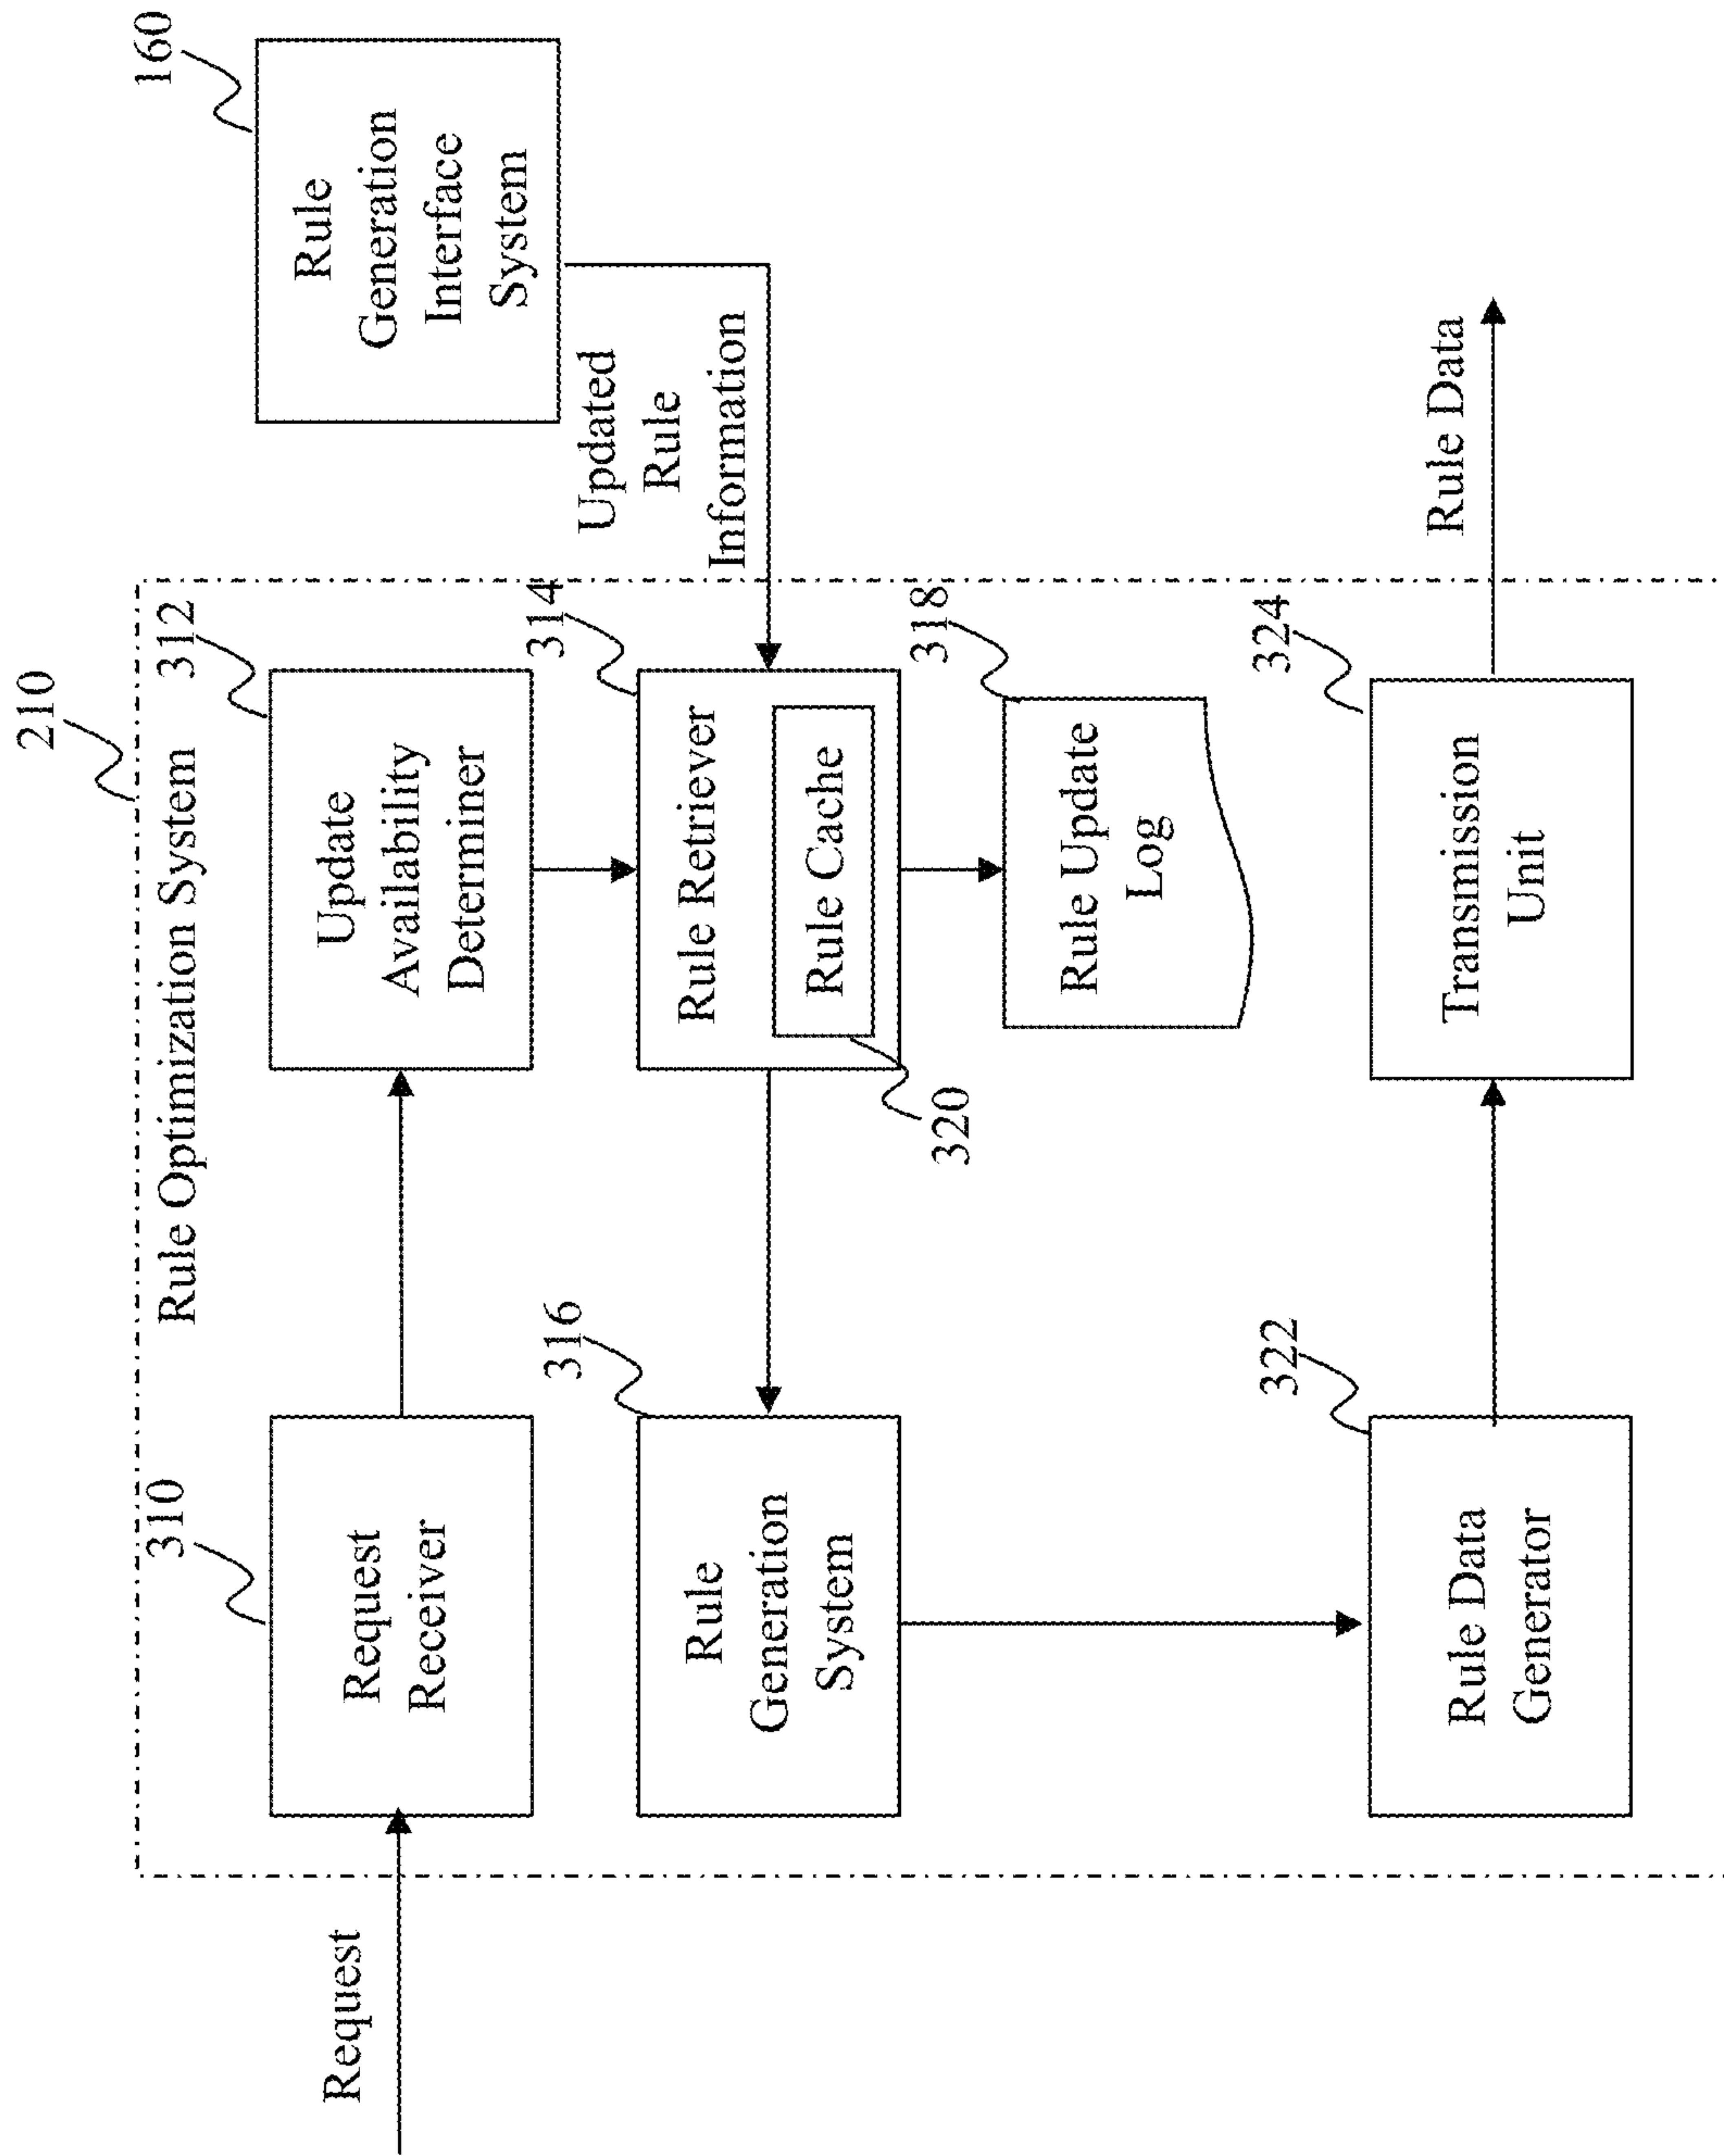 210
Rule Optimization System
Request
310
Request
Receiver
312
Update
Availability
Determiner
160
Rule
Generation
Interface
System
Updated
Rule
Information
316
Rule
Generation
System
314
Rule Retriever
Rule Cache
320
318
Rule Update
Log
322
Rule Data
Generator
324
Transmission
Unit
Rule Data